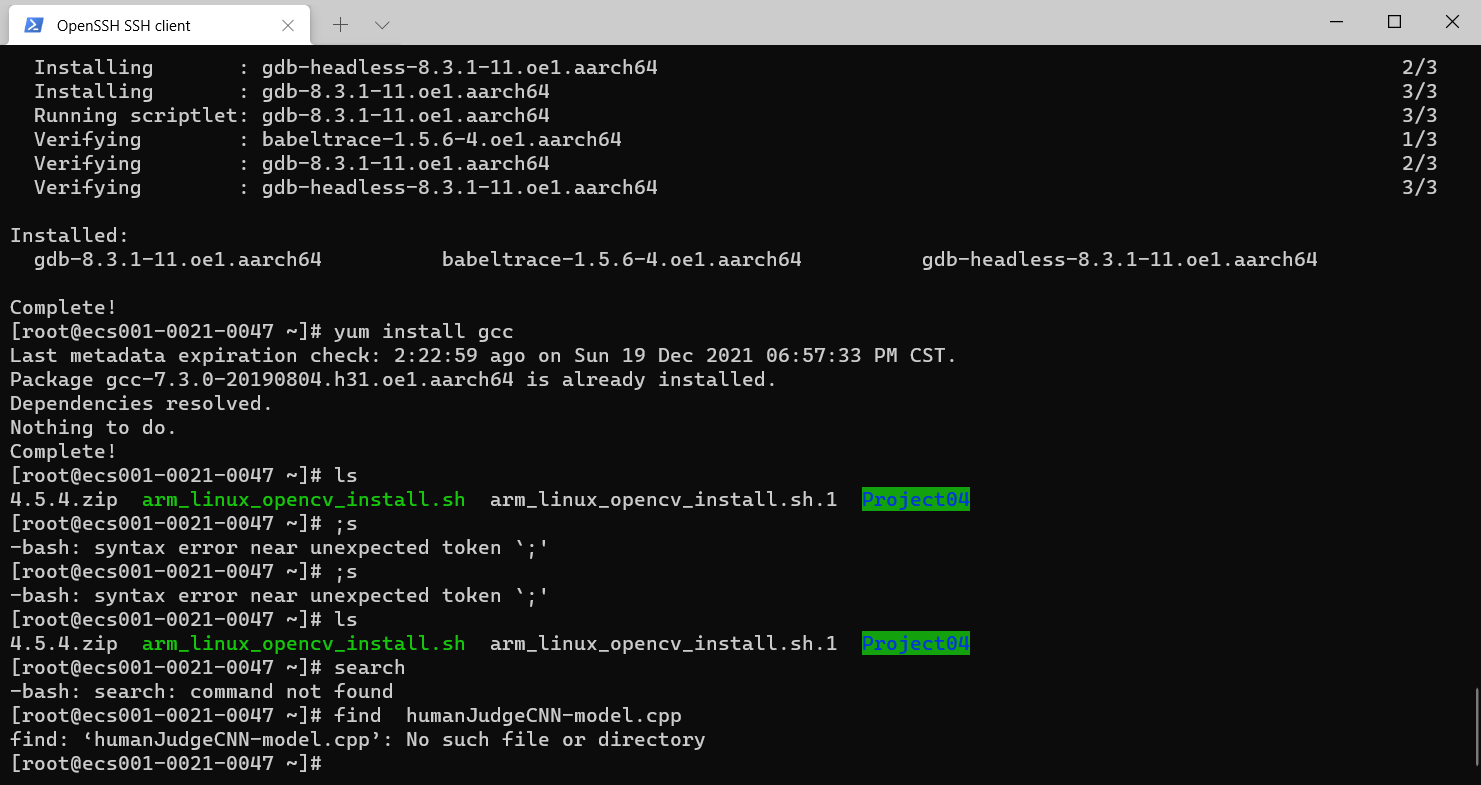 OpenSSH SSH client
Installing : gdb-headless-8.3.1-11.oe1.aarch64 2/3
Installing : gdb-8.3.1-11.oe1.aarch64 3/3
Running scriptlet: gdb-8.3.1-11.oe1.aarch64 3/3
Verifying : babeltrace-1.5.6-4.oe1.aarch64 1/3
Verifying : gdb-8.3.1-11.oe1.aarch64 2/3
Verifying : gdb-headless-8.3.1-11.oe1.aarch64 3/3
Installed:
gdb-8.3.1-11.oe1.aarch64 babeltrace-1.5.6-4.oe1.aarch64 gdb-headless-8.3.1-11.oe1.aarch64
Complete!
[root@ecs001-0021-0047 ~]# yum install gcc
Last metadata expiration check: 2:22:59 ago on Sun 19 Dec 2021 06:57:33 PM CST.
Package gcc-7.3.0-20190804.h31.oe1.aarch64 is already installed.
Dependencies resolved.
Nothing to do.
Complete!
[root@ecs001-0021-0047 ~]# ls
4.5.4.zip arm_linux_opencv_install.sh arm_linux_opencv_install.sh.1 Project04
[root@ecs001-0021-0047 ~]# ;s
-bash: syntax error near unexpected token `;'
[root@ecs001-0021-0047 ~]# ;s
-bash: syntax error near unexpected token `;'
[root@ecs001-0021-0047 ~]# ls
4.5.4.zip arm_linux_opencv_install.sh arm_linux_opencv_install.sh.1 Project04
[root@ecs001-0021-0047 ~]# search
-bash: search: command not found
[root@ecs001-0021-0047 ~]# find  humanJudgeCNN-model.cpp
find: ‘humanJudgeCNN-model.cpp’: No such file or directory
[root@ecs001-0021-0047 ~]#